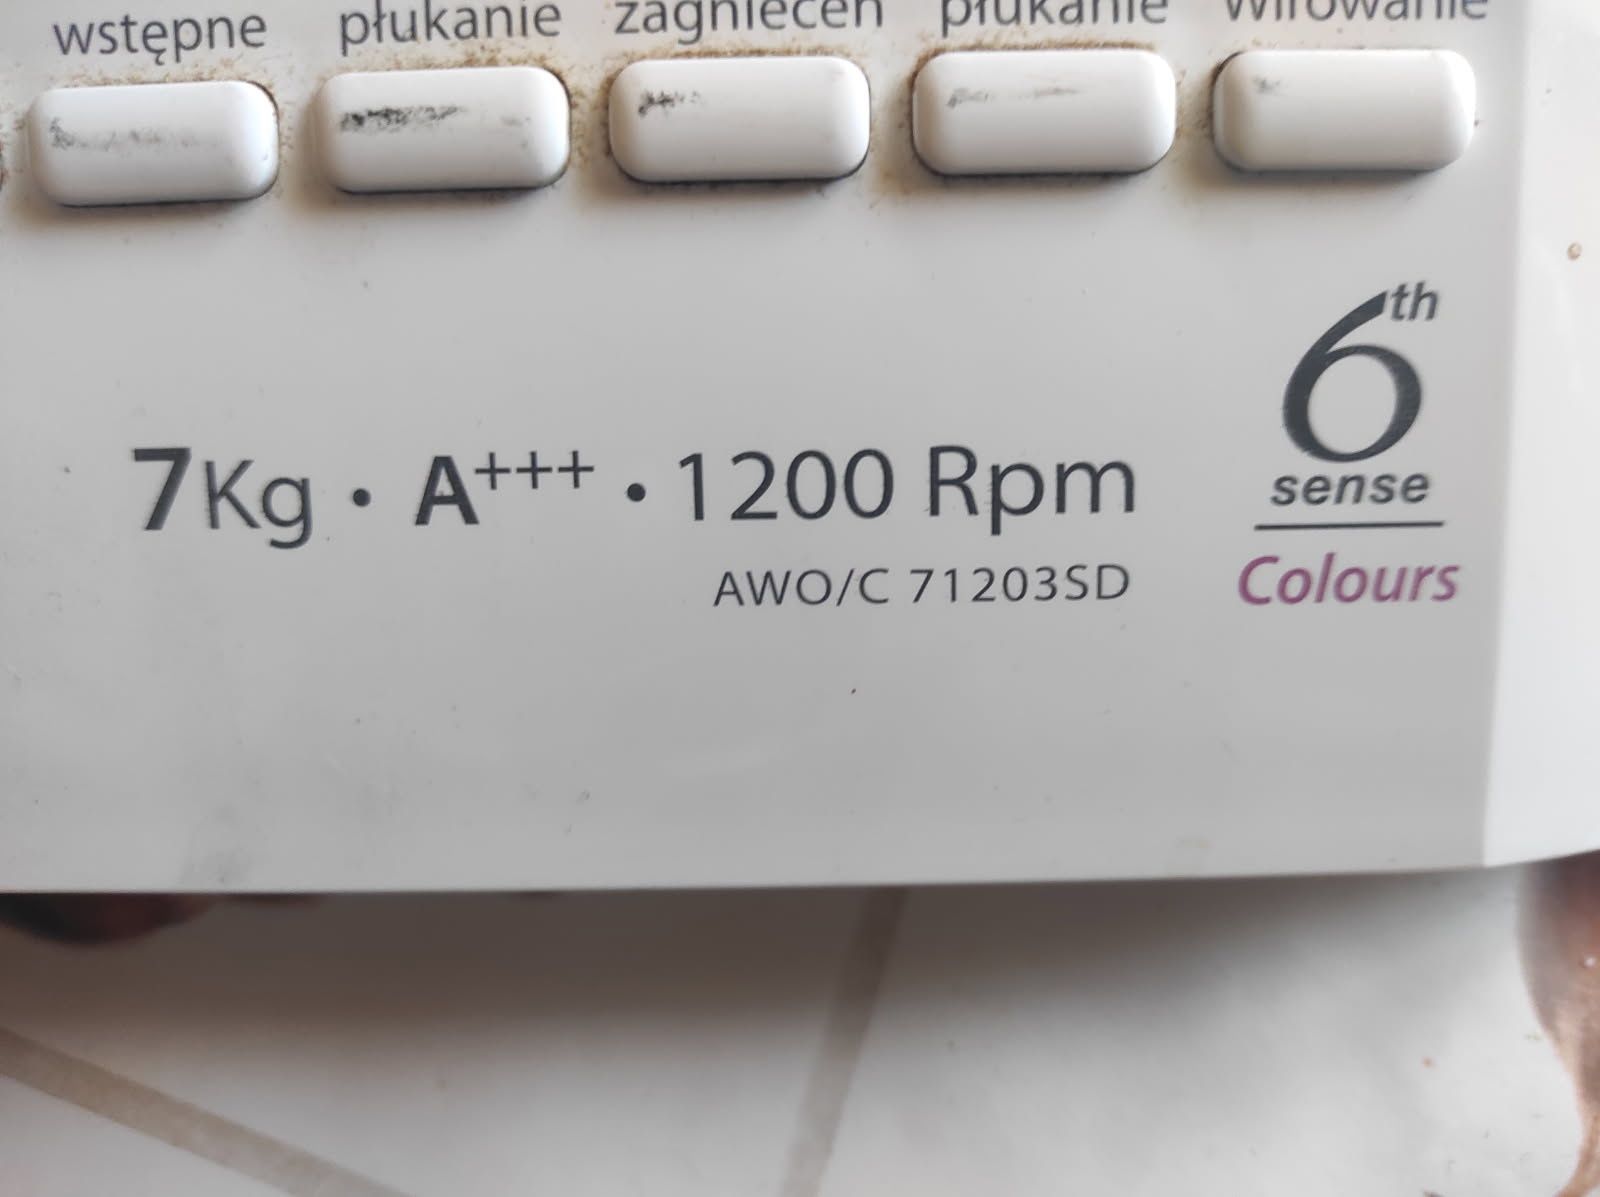 wstępne płukanie zagnieceń płukanie wirowanie
6th
sense
Colours
7Kg • A+++ • 1200 Rpm
AWO/C 71203SD